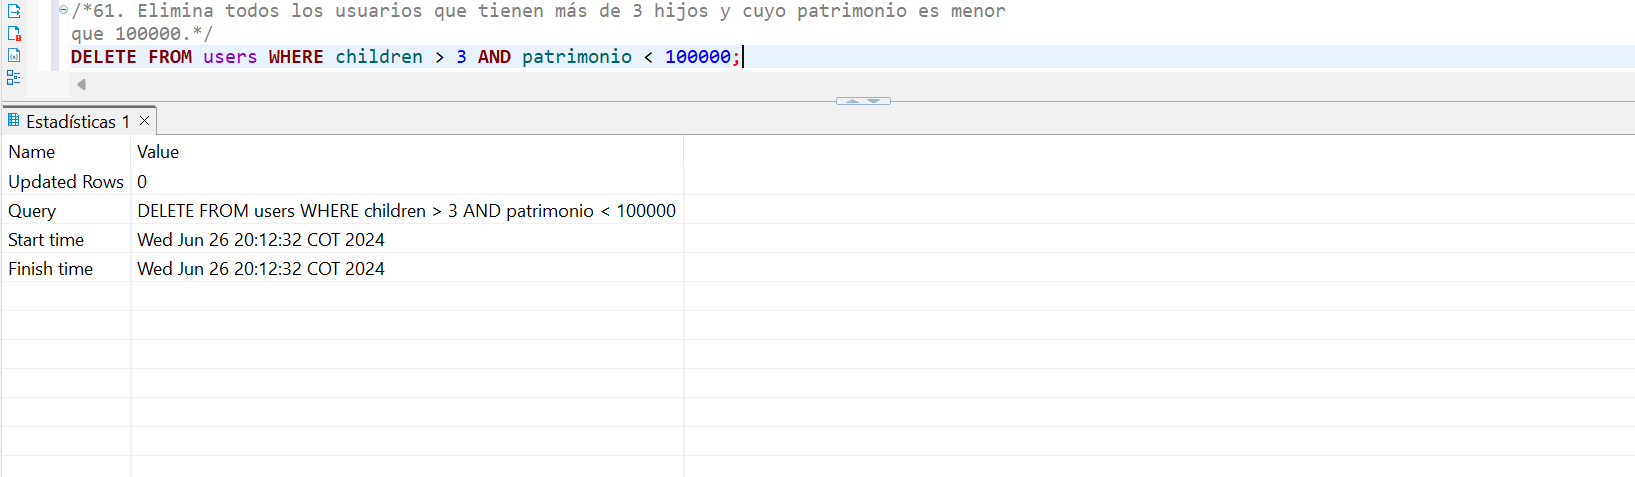 /*61. Elimina todos los usuarios que tienen más de 3 hijos y cuyo patrimonio es menor
que 100000.*/
DELETE FROM users WHERE children > 3 AND patrimonio < 100000;
Estadísticas 1
Name Value
Updated Rows 0
Query DELETE FROM users WHERE children > 3 AND patrimonio < 100000
Start time Wed Jun 26 20:12:32 COT 2024
Finish time Wed Jun 26 20:12:32 COT 2024